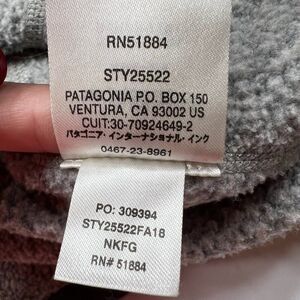 RN51884
STY25522
PATAGONIA P.O. BOX 150
VENTURA, CA 93002 US
CUIT:30-70924649-2
パタゴニア・インターナショナル・インク
0467-23-8961
PO: 309394
STY25522FA18
NKFG
RN# 51884